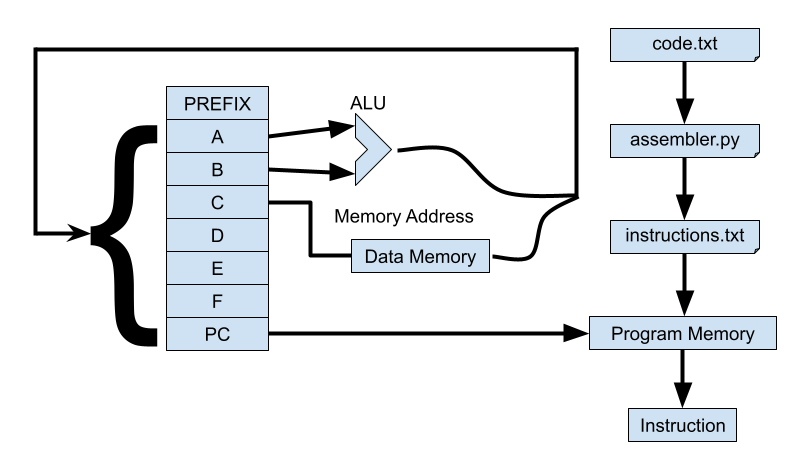 code.txt
ALU
PREFIX
A
B
C
D
E
F
PC
Memory Address
Data Memory
assembler.py
instructions.txt
Program Memory
Instruction